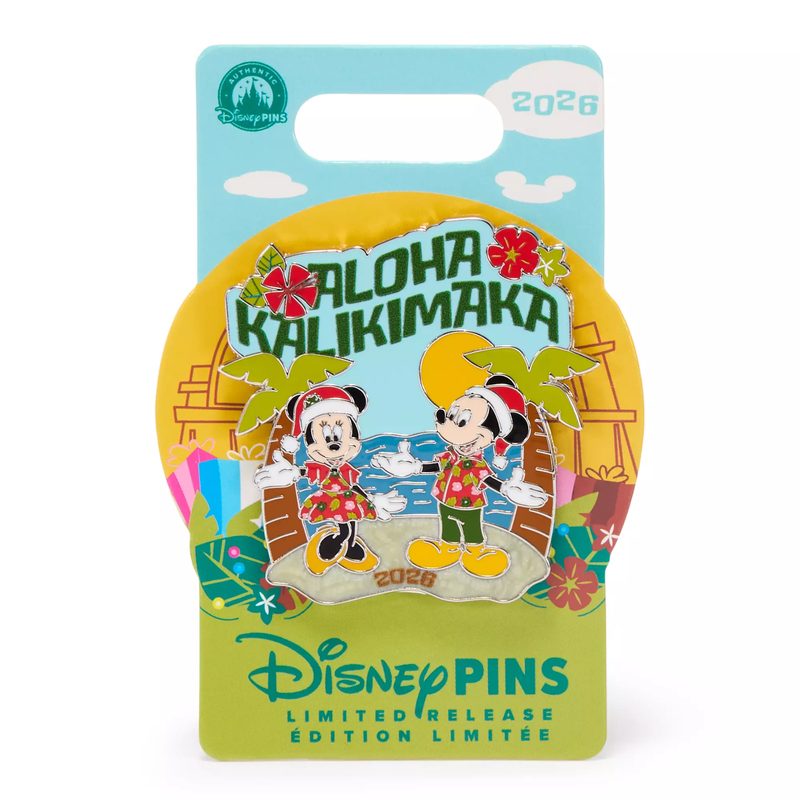 AUTHENTIC
Disney PINS
2026
ALOHA
KALIKIMAKA
2026
Disney PINS
LIMITED RELEASE
ÉDITION LIMITÉE